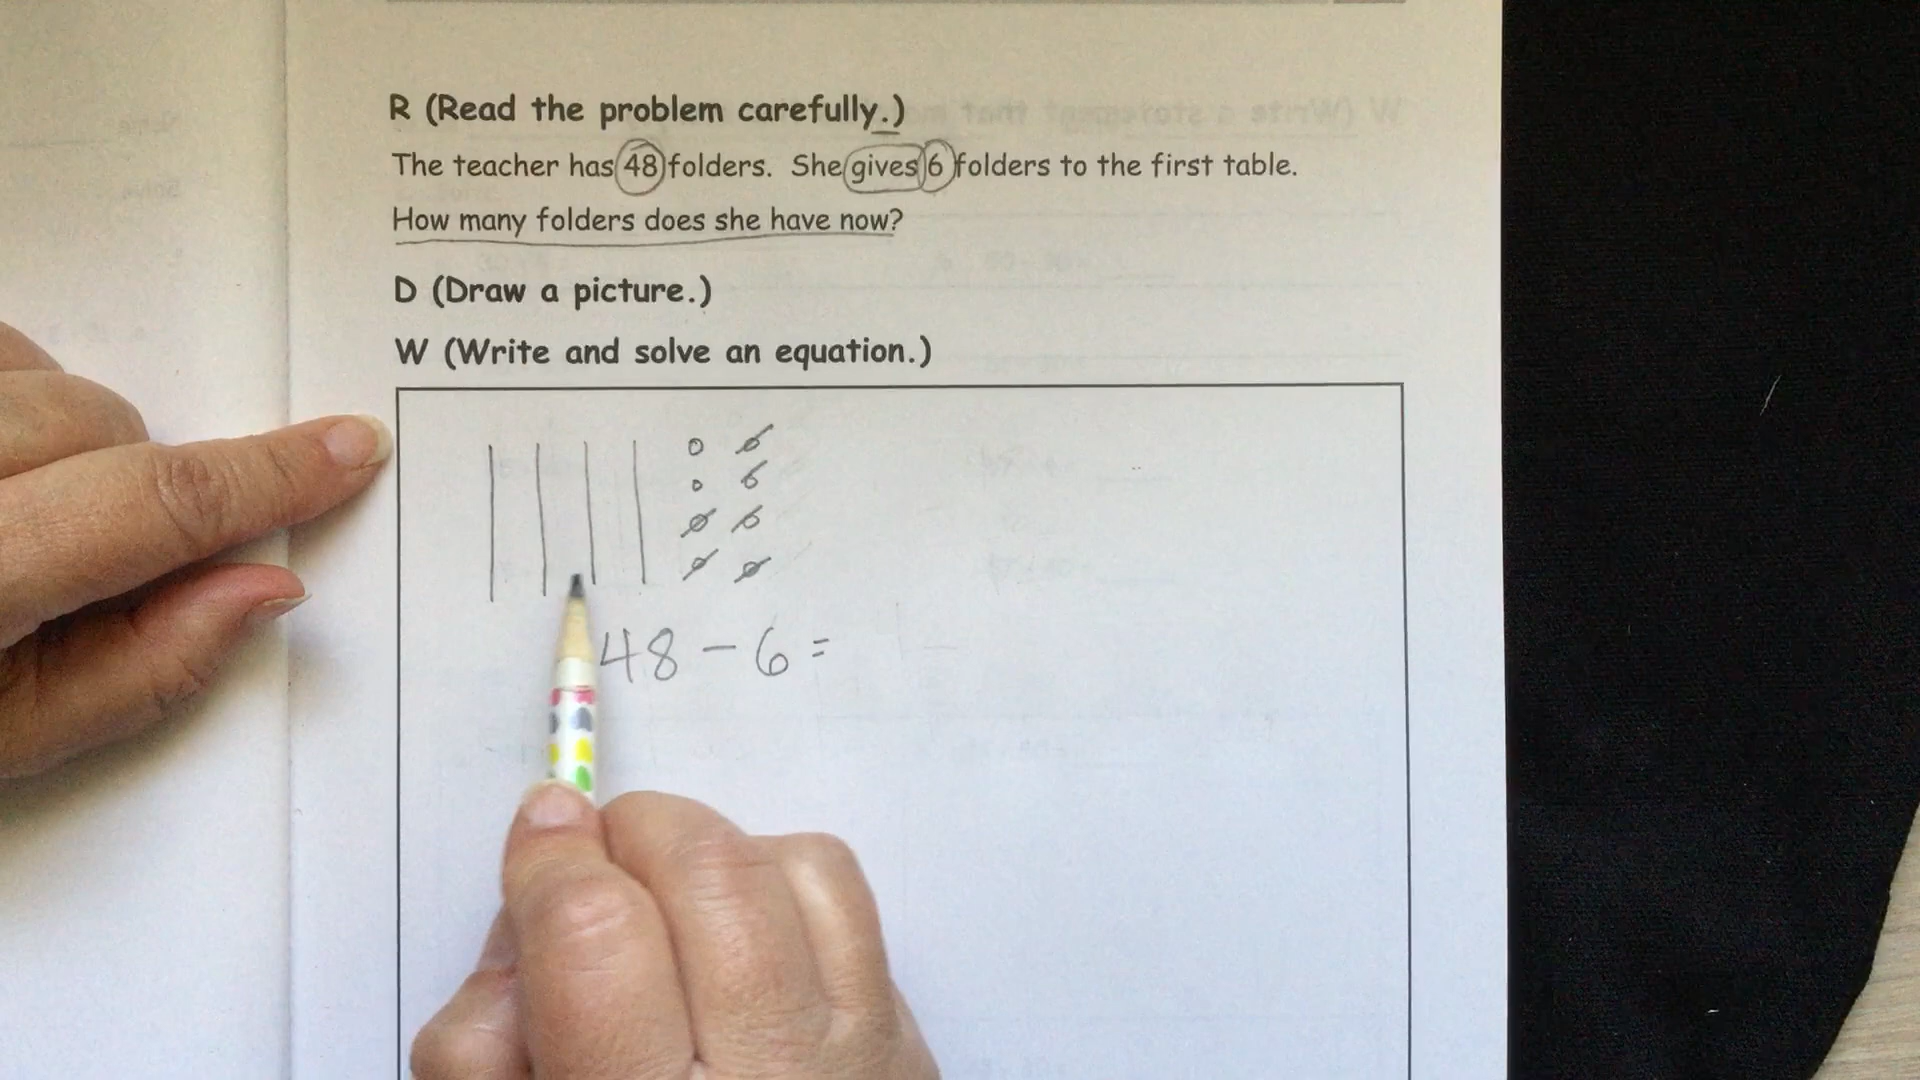 R (Read the problem carefully.)
The teacher has 48 folders. She gives 6 folders to the first table.
How many folders does she have now?
D (Draw a picture.)
W (Write and solve an equation.)
48 - 6 =